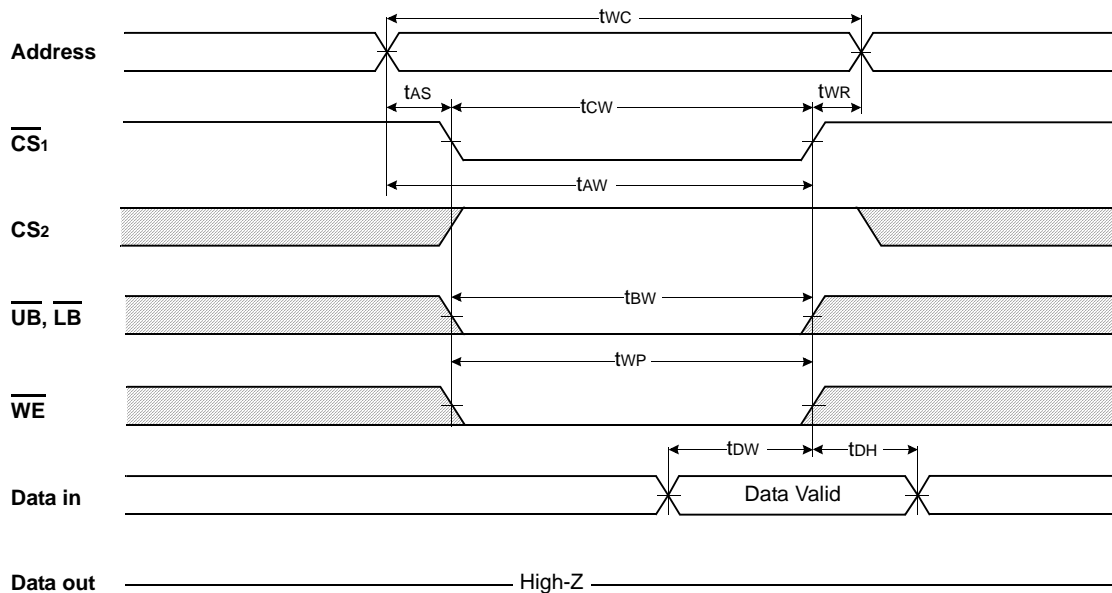 tWC
Address
tAS
tCW
tWR
CS1
tAW
CS2
tBW
UB, LB
tWP
WE
tDW
tDH
Data in
Data Valid
Data out
High-Z